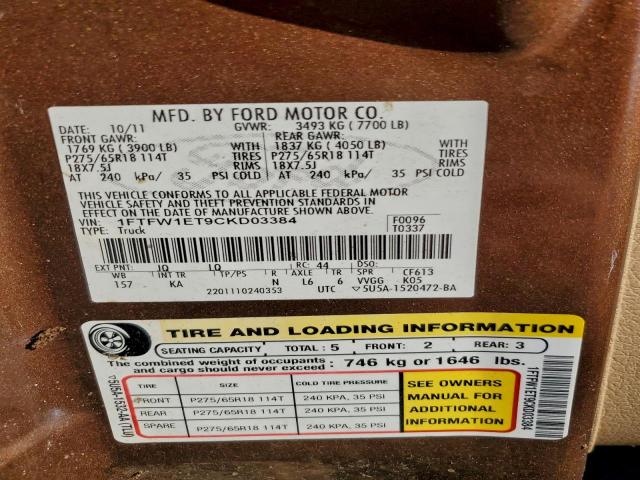 MFD. BY FORD MOTOR CO.
DATE: 10/11 GVWR: 3493 KG ( 7700 LB)
FRONT GAWR: REAR GAWR:
1769 KG ( 3900 LB) WITH 1837 KG ( 4050 LB) WITH
P275/65R18 114T TIRES P275/65R18 114T TIRES
18X7.5J RIMS 18X7.5J RIMS
AT 240 kPa/ 35 PSI COLD AT 240 kPa/ 35 PSI COLD
THIS VEHICLE CONFORMS TO ALL APPLICABLE FEDERAL MOTOR
VEHICLE SAFETY AND THEFT PREVENTION STANDARDS IN
EFFECT ON THE DATE OF MANUFACTURE SHOWN ABOVE.
VIN: 1FTFW1ET9CKD03384 F0096
TYPE: Truck T0337
EXT PNT: JQ LQ RC: 44 DSO:
WB INT TR TP/PS R AXLE TR SPR CF613
157 KA N L6 6 VVGG K05
2201110240353 UTC ▽5U5A-1520472-BA
TIRE AND LOADING INFORMATION
SEATING CAPACITY TOTAL: 5 FRONT: 2 REAR: 3
The combined weight of occupants and cargo should never exceed : 746 kg or 1646 lbs.
TIRE SIZE COLD TIRE PRESSURE
FRONT P275/65R18 114T 240 KPA, 35 PSI
REAR P275/65R18 114T 240 KPA, 35 PSI
SPARE P275/65R18 114T 240 KPA, 35 PSI
SEE OWNERS
MANUAL FOR
ADDITIONAL
INFORMATION
1FTFW1ET9CKD03384